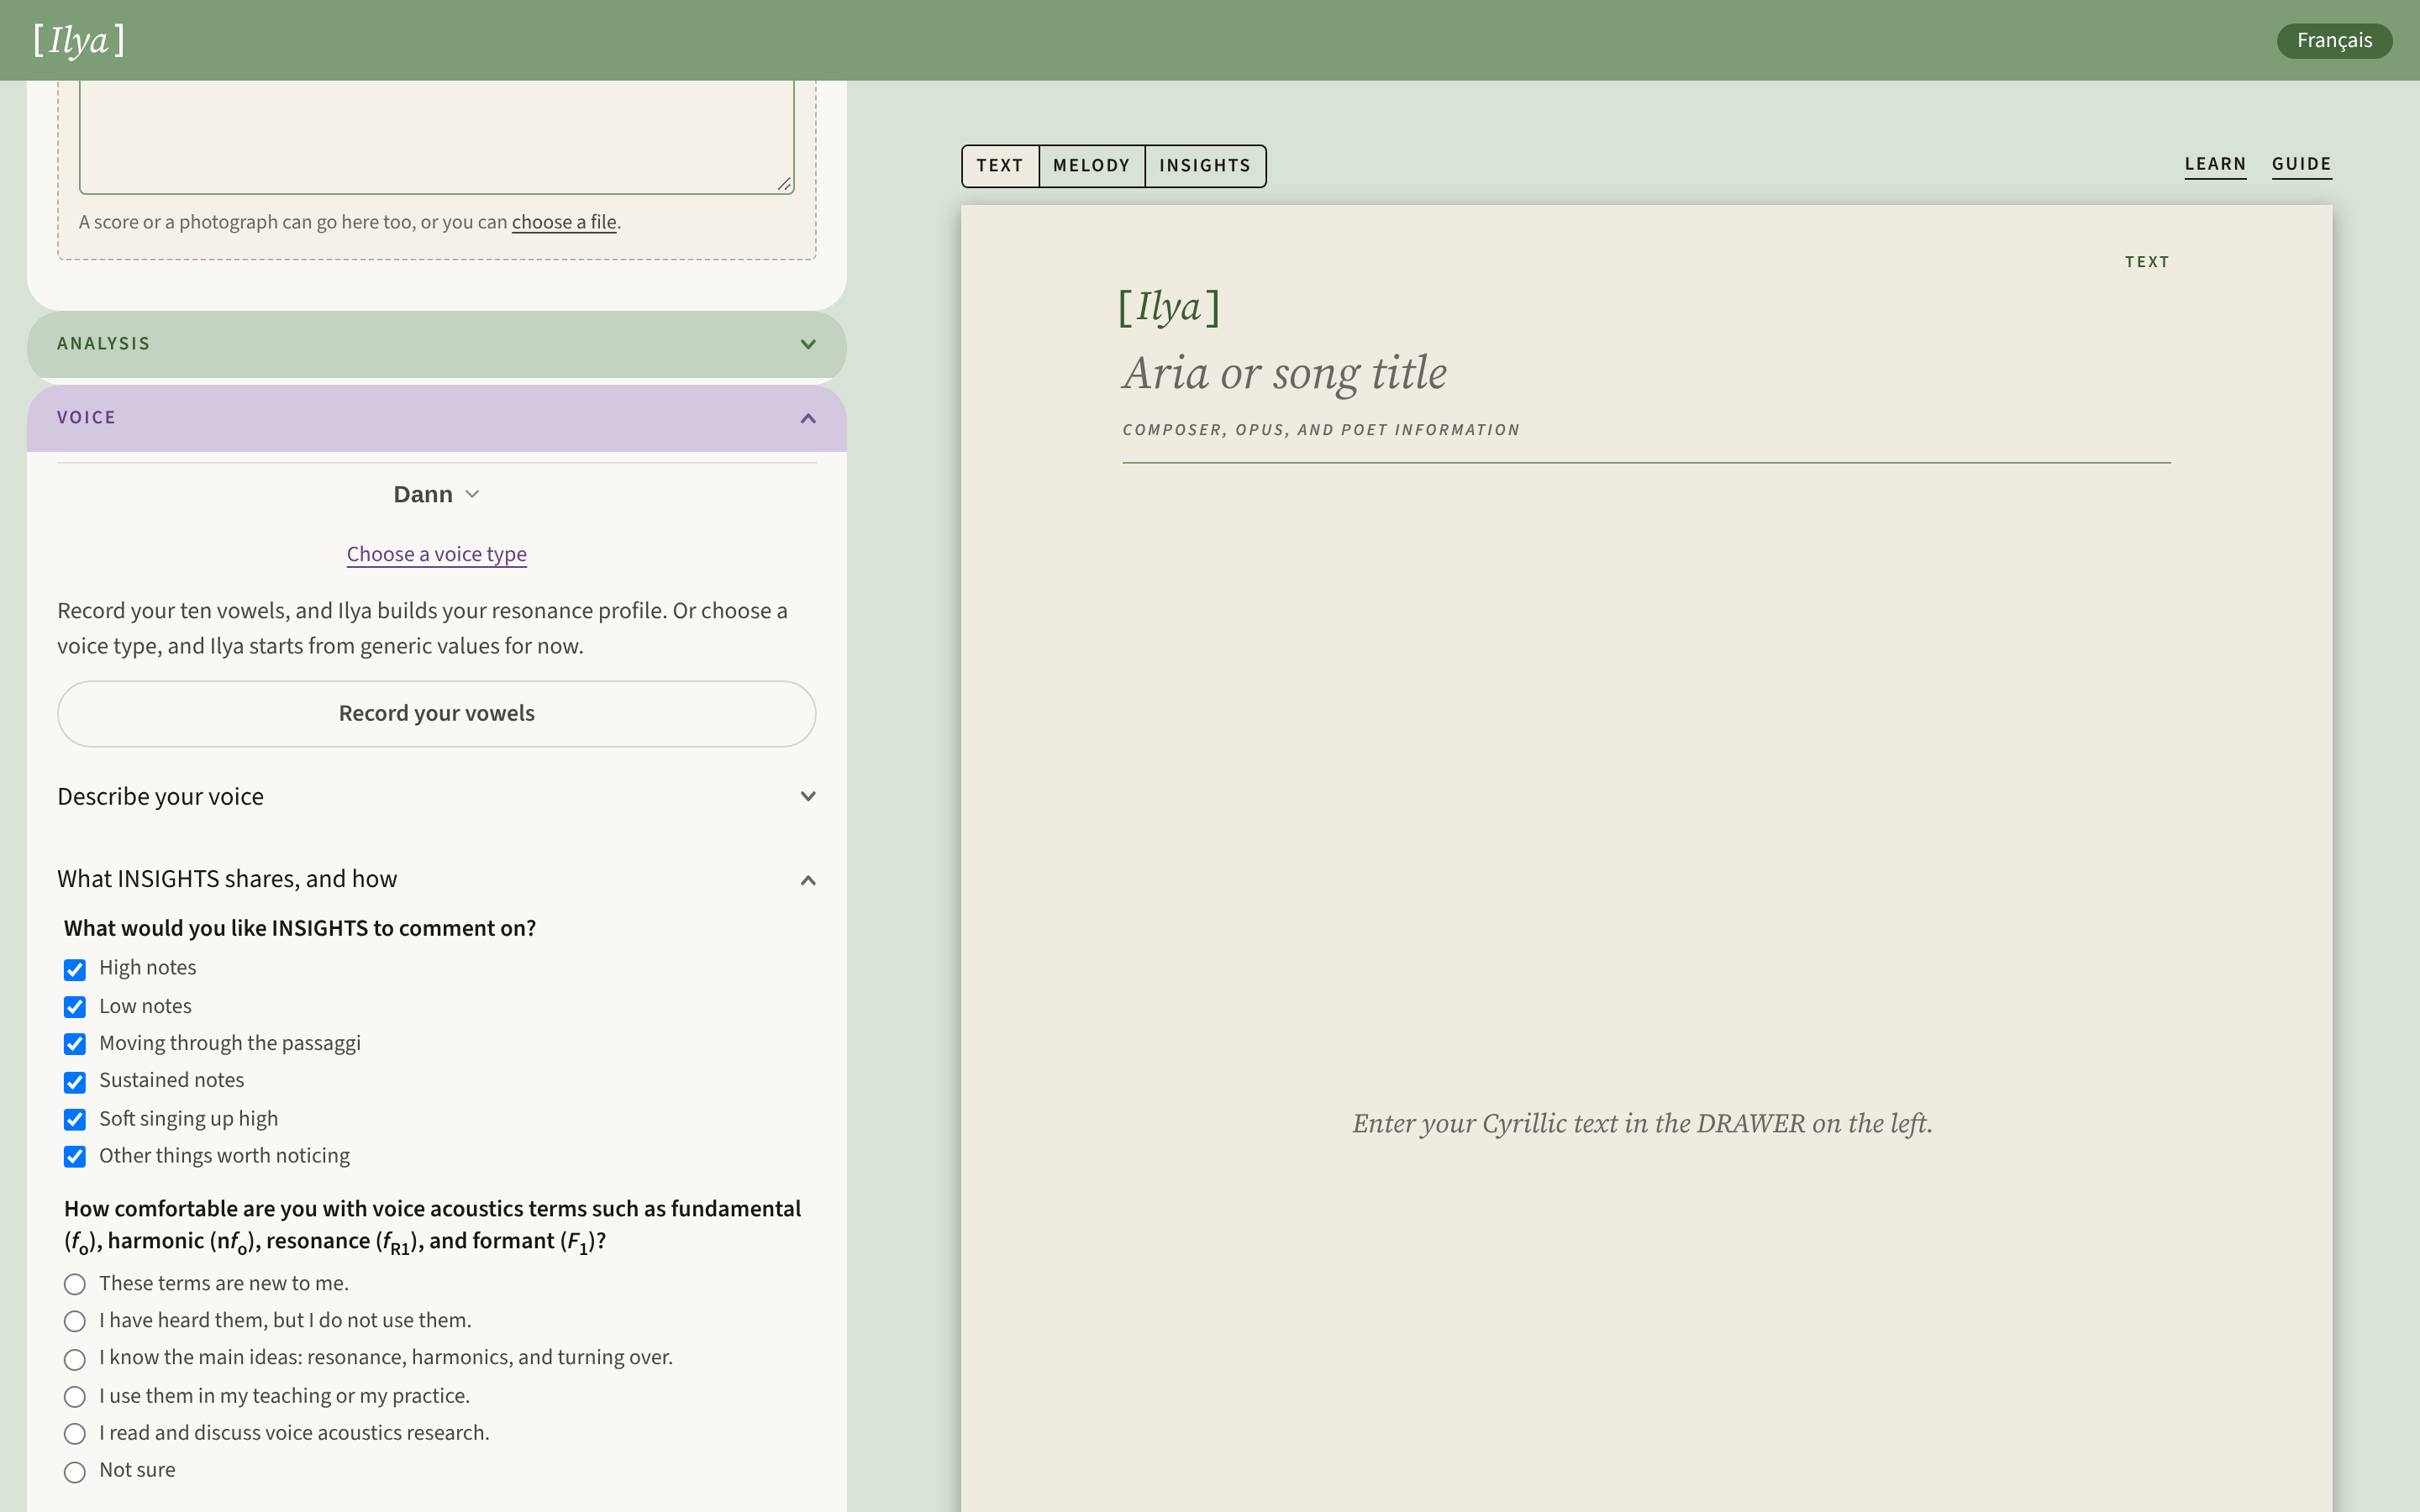 [Ilya]
Français
A score or a photograph can go here too, or you can choose a file.
ANALYSIS
VOICE
Dann
Choose a voice type
Record your ten vowels, and Ilya builds your resonance profile. Or choose a
voice type, and Ilya starts from generic values for now.
Record your vowels
Describe your voice
What INSIGHTS shares, and how
What would you like INSIGHTS to comment on?
High notes
Low notes
Moving through the passaggi
Sustained notes
Soft singing up high
Other things worth noticing
How comfortable are you with voice acoustics terms such as fundamental
(fo), harmonic (nfo), resonance (fR1), and formant (F1)?
These terms are new to me.
I have heard them, but I do not use them.
I know the main ideas: resonance, harmonics, and turning over.
I use them in my teaching or my practice.
I read and discuss voice acoustics research.
Not sure
TEXT MELODY INSIGHTS
LEARN GUIDE
TEXT
[Ilya]
Aria or song title
COMPOSER, OPUS, AND POET INFORMATION
Enter your Cyrillic text in the DRAWER on the left.